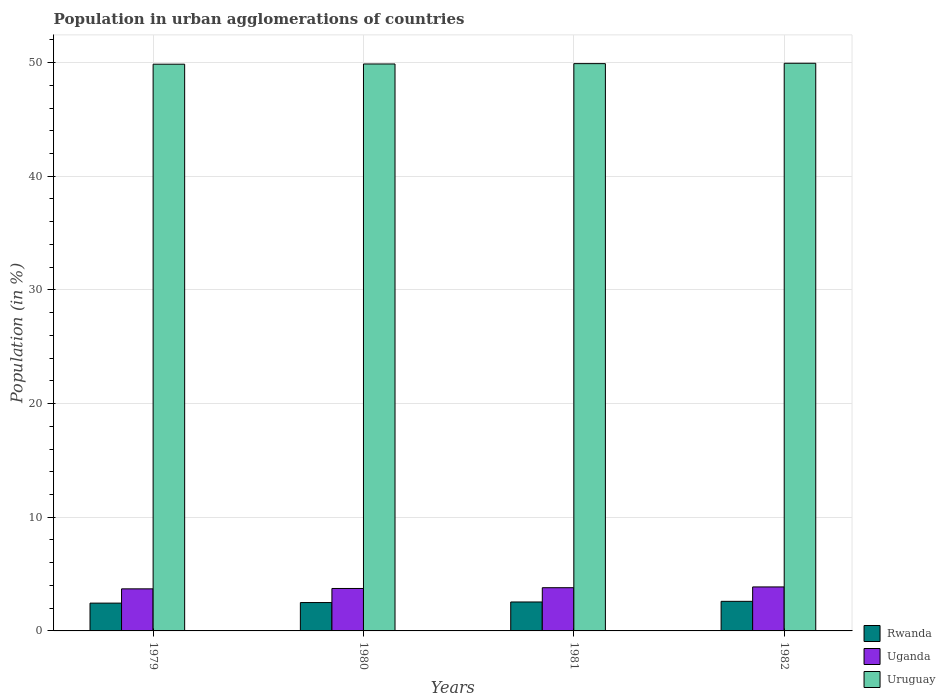 Population in urban agglomerations of countries
Population (in %)
50
40
30
20
10
0
1979
1980
1981
1982
Years
Rwanda
Uganda
Uruguay